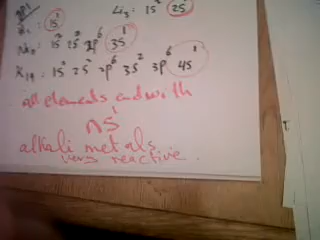 Li₃ : 1s² 2s¹
1s¹
1s² 2s² 2p⁶ 3s¹
K₁₉ : 1s² 2s² 2p⁶ 3s² 3p⁶ 4s¹
all elements end with
ns¹
alkali metals
very reactive.